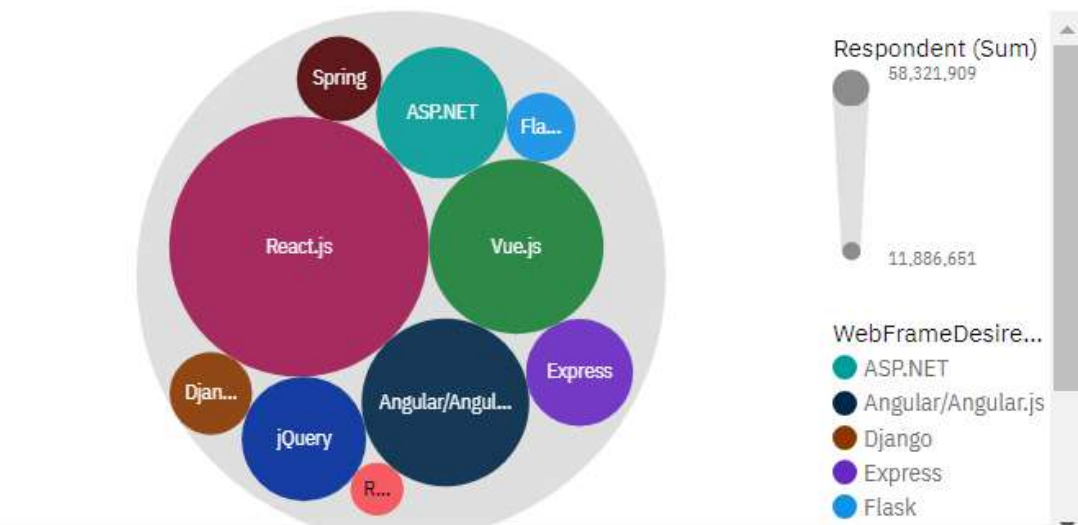 Spring
ASP.NET
Fla...
React.js
Vue.js
Express
Djan...
Angular/Angul...
jQuery
R...
Respondent (Sum)
58,321,909
11,886,651
WebFrameDesire...
ASP.NET
Angular/Angular.js
Django
Express
Flask